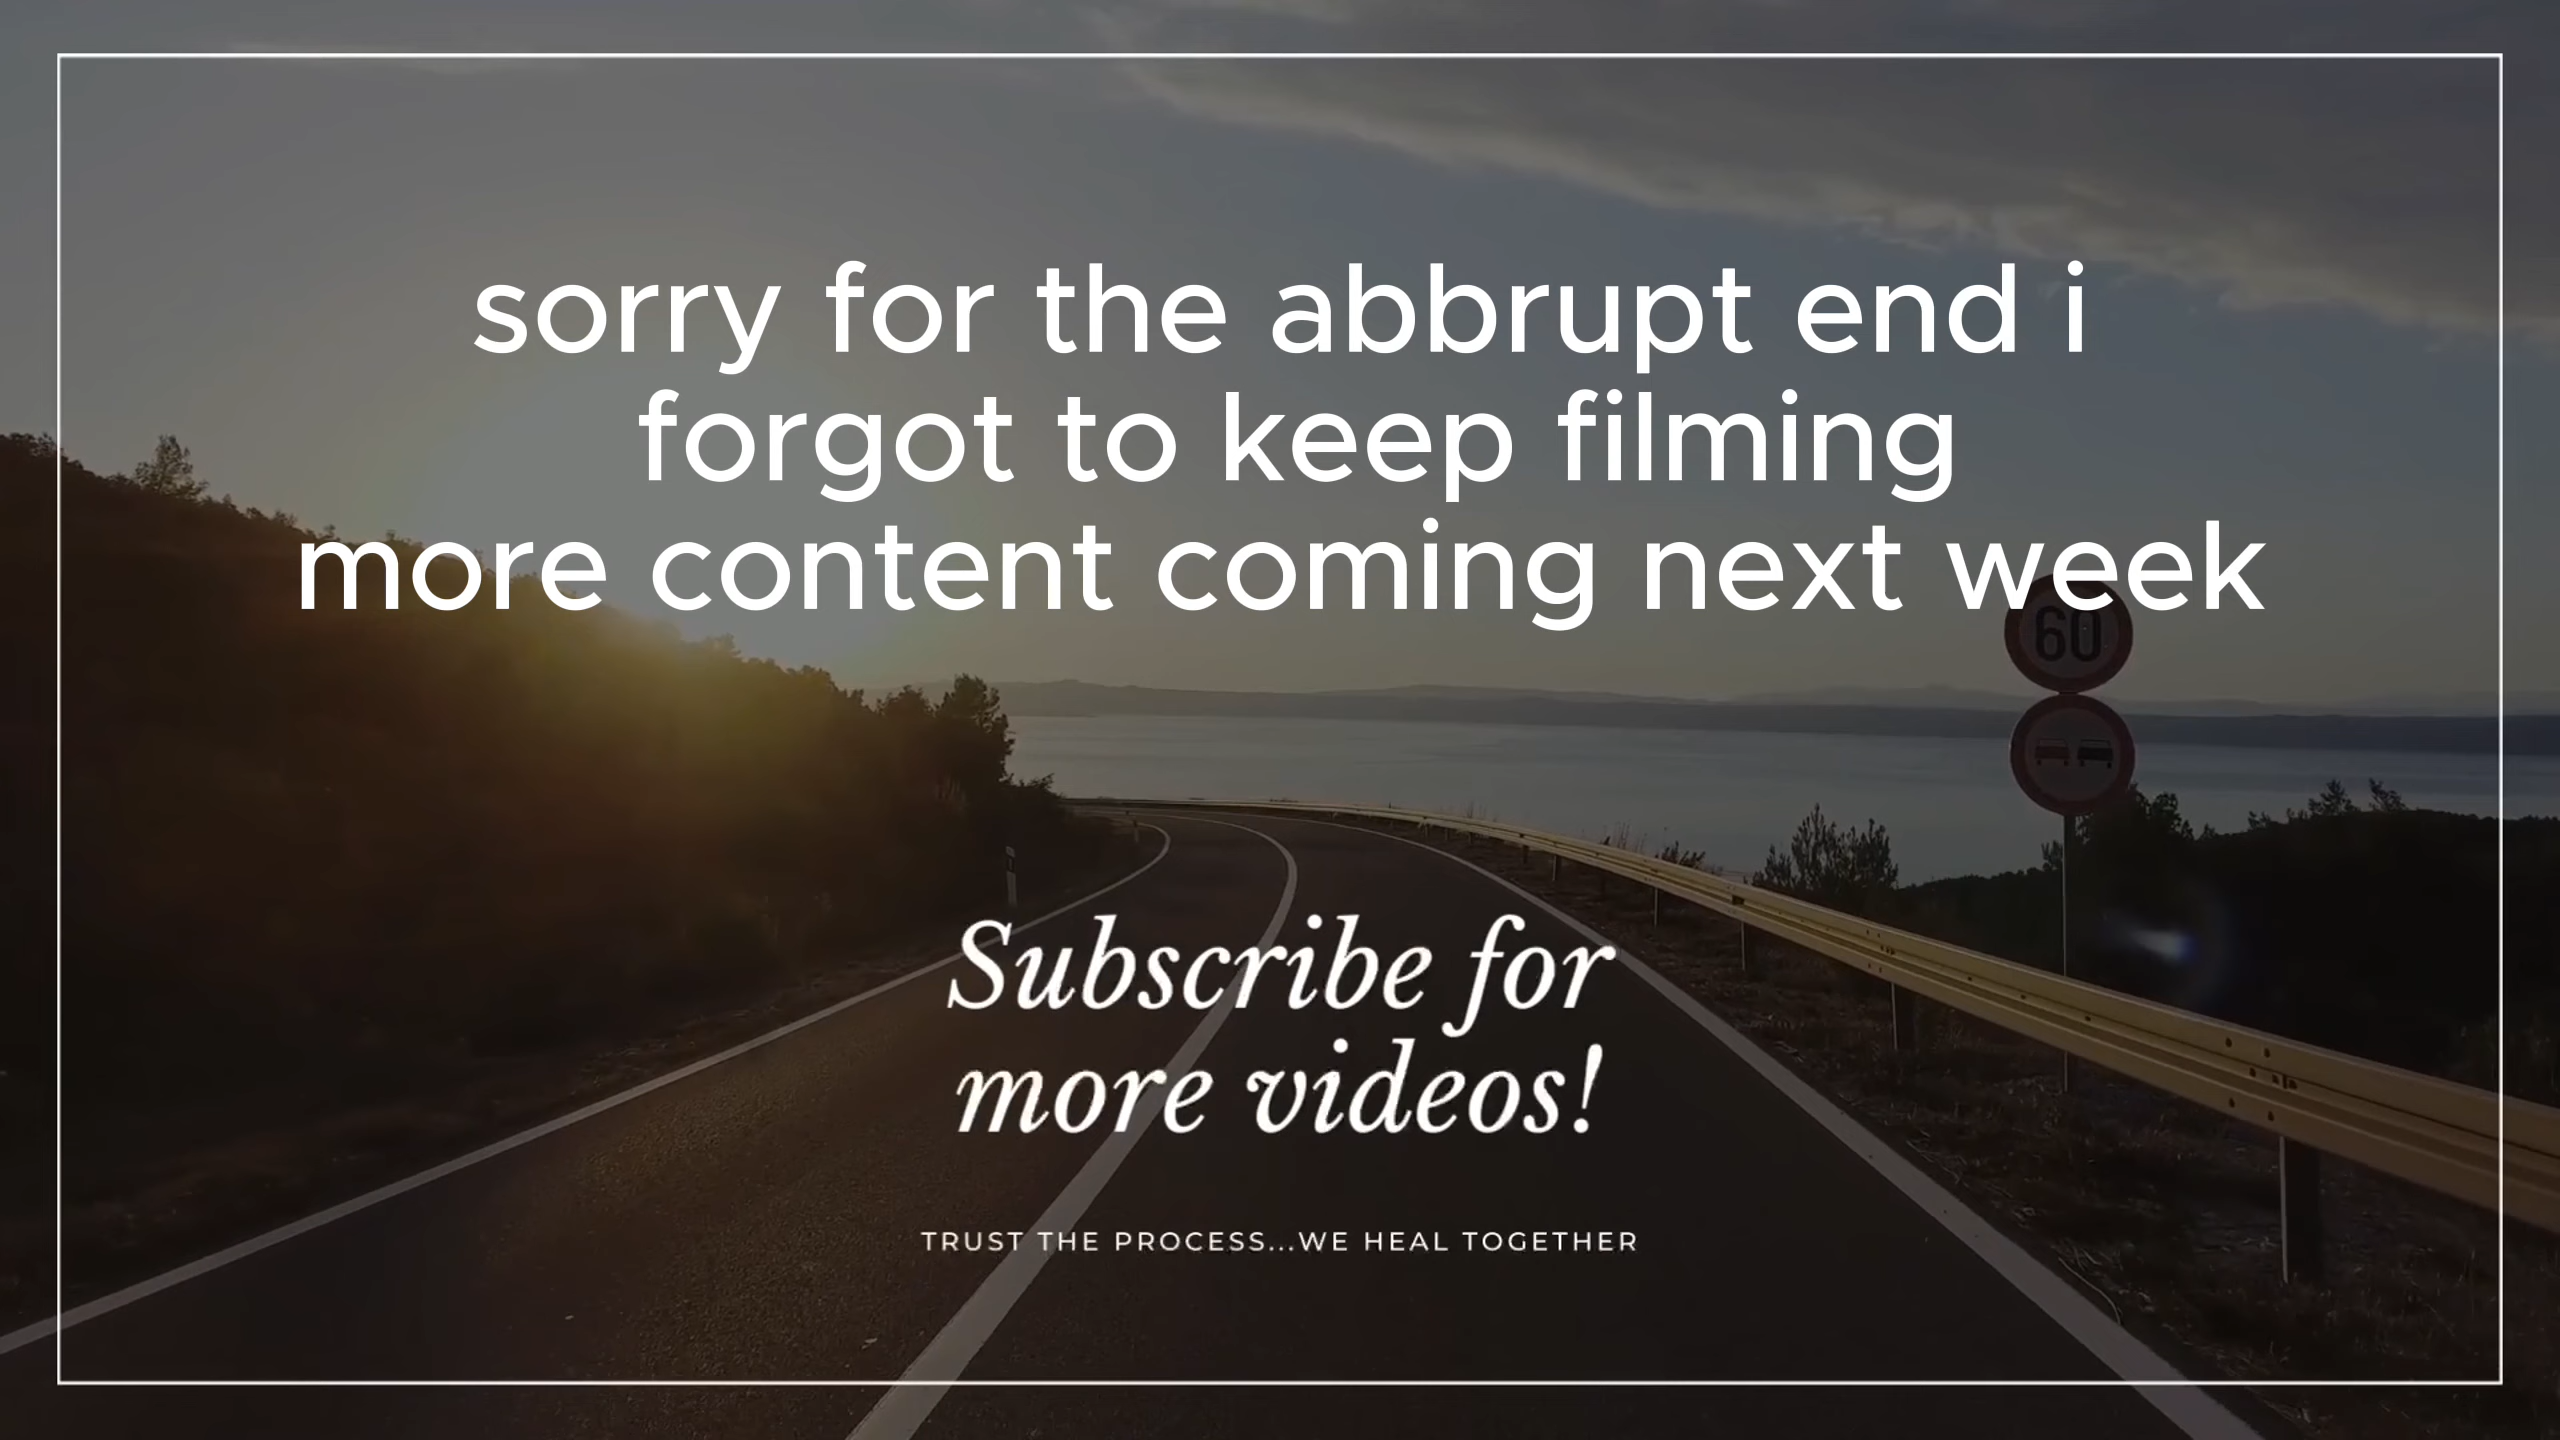 sorry for the abbrupt end i
forgot to keep filming
more content coming next week
60
Subscribe for
more videos!
TRUST THE PROCESS...WE HEAL TOGETHER